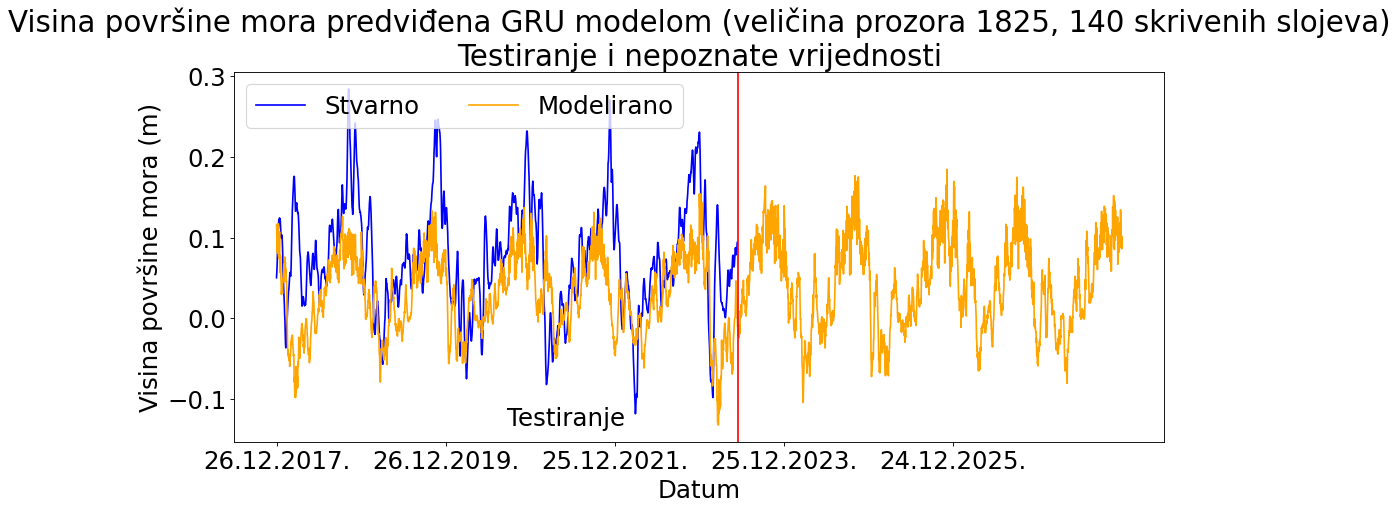 Visina površine mora predviđena GRU modelom (veličina prozora 1825, 140 skrivenih slojeva)
Testiranje i nepoznate vrijednosti
Visina površine mora (m)
0.3
0.2
0.1
0.0
−0.1
Stvarno
Modelirano
Testiranje
26.12.2017.
26.12.2019.
25.12.2021.
25.12.2023.
24.12.2025.
Datum